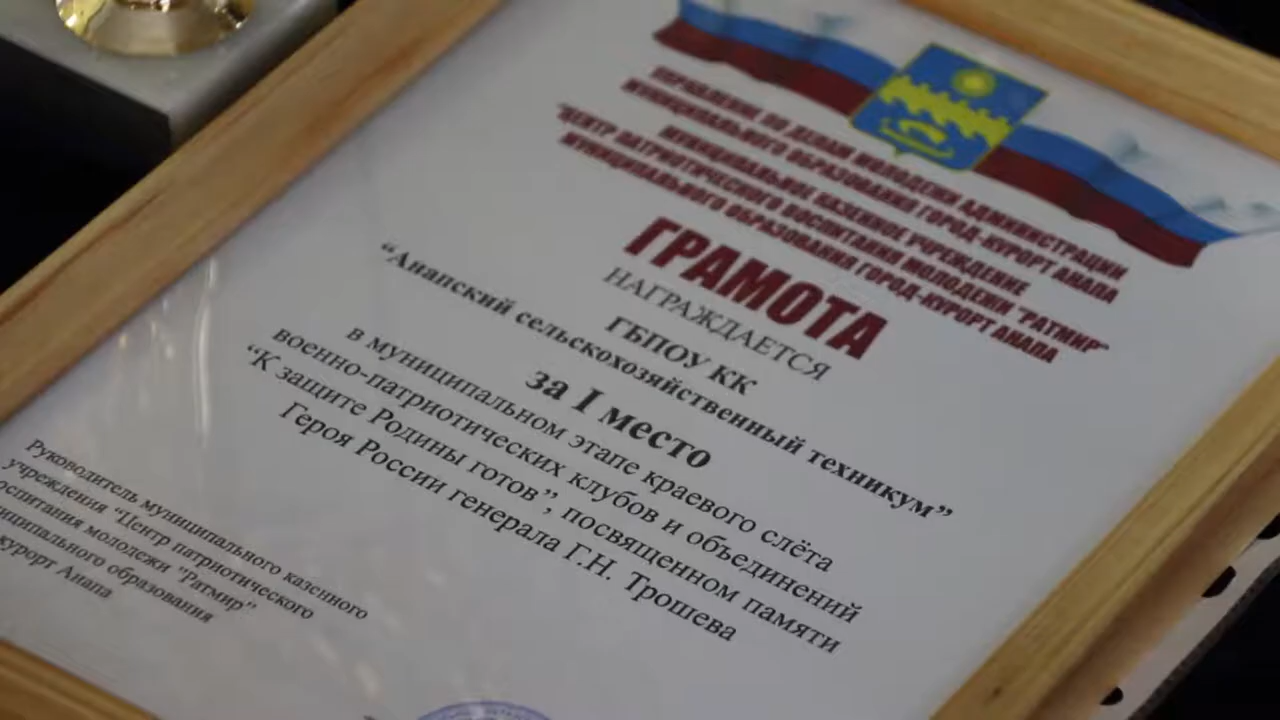 УПРАВЛЕНИЕ ПО ДЕЛАМ МОЛОДЕЖИ АДМИНИСТРАЦИИ
МУНИЦИПАЛЬНОГО ОБРАЗОВАНИЯ ГОРОД-КУРОРТ АНАПА
МУНИЦИПАЛЬНОЕ КАЗЕННОЕ УЧРЕЖДЕНИЕ
"ЦЕНТР ПАТРИОТИЧЕСКОГО ВОСПИТАНИЯ МОЛОДЕЖИ "РАТМИР"
МУНИЦИПАЛЬНОГО ОБРАЗОВАНИЯ ГОРОД-КУРОРТ АНАПА
ГРАМОТА
НАГРАЖДАЕТСЯ
ГБПОУ КК
“Анапский сельскохозяйственный техникум”
за I место
в муниципальном этапе краевого слёта
военно-патриотических клубов и объединений
“К защите Родины готов”, посвященном памяти
Героя России генерала Г.Н. Трошева
Руководитель муниципального казенного
учреждения “Центр патриотического
оспитания молодежи "Ратмир”
ниципального образования
курорт Анапа